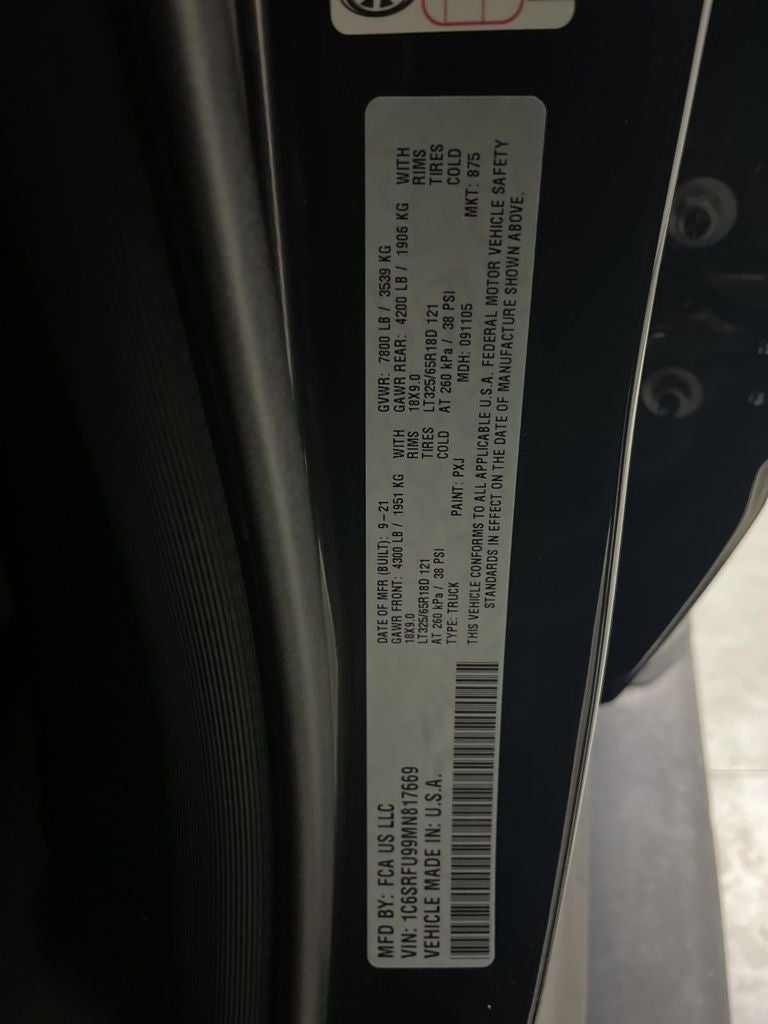 MFD BY: FCA US LLC
VIN: 1C6SRFU99MN817669
VEHICLE MADE IN: U.S.A.
DATE OF MFR (BUILT): 9-21
GAWR FRONT: 4300 LB / 1951 KG WITH
18X9.0 RIMS
LT325/65R18D 121 TIRES
AT 260 kPa / 38 PSI COLD
TYPE: TRUCK PAINT: PXJ
GVWR: 7800 LB / 3539 KG
GAWR REAR: 4200 LB / 1906 KG WITH
18X9.0 RIMS
LT325/65R18D 121 TIRES
AT 260 kPa / 38 PSI COLD
MDH: 091105 MKT: 875
THIS VEHICLE CONFORMS TO ALL APPLICABLE U.S.A. FEDERAL MOTOR VEHICLE SAFETY
STANDARDS IN EFFECT ON THE DATE OF MANUFACTURE SHOWN ABOVE.